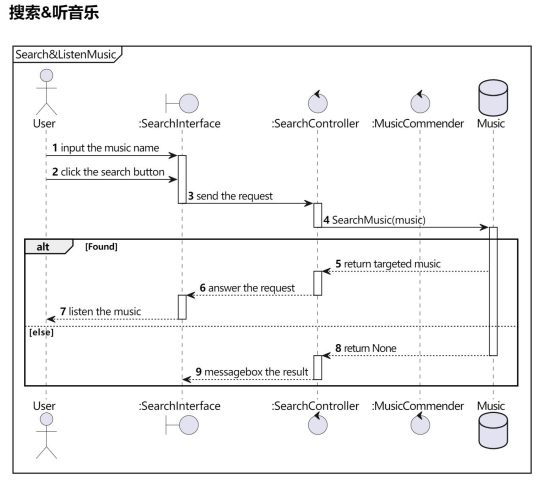 搜索&听音乐
Search&ListenMusic
User :SearchInterface :SearchController :MusicCommender Music
1 input the music name
2 click the search button
3 send the request
4 SearchMusic(music)
alt [Found]
5 return targeted music
6 answer the request
7 listen the music
[else]
8 return None
9 messagebox the result
User :SearchInterface :SearchController :MusicCommender Music